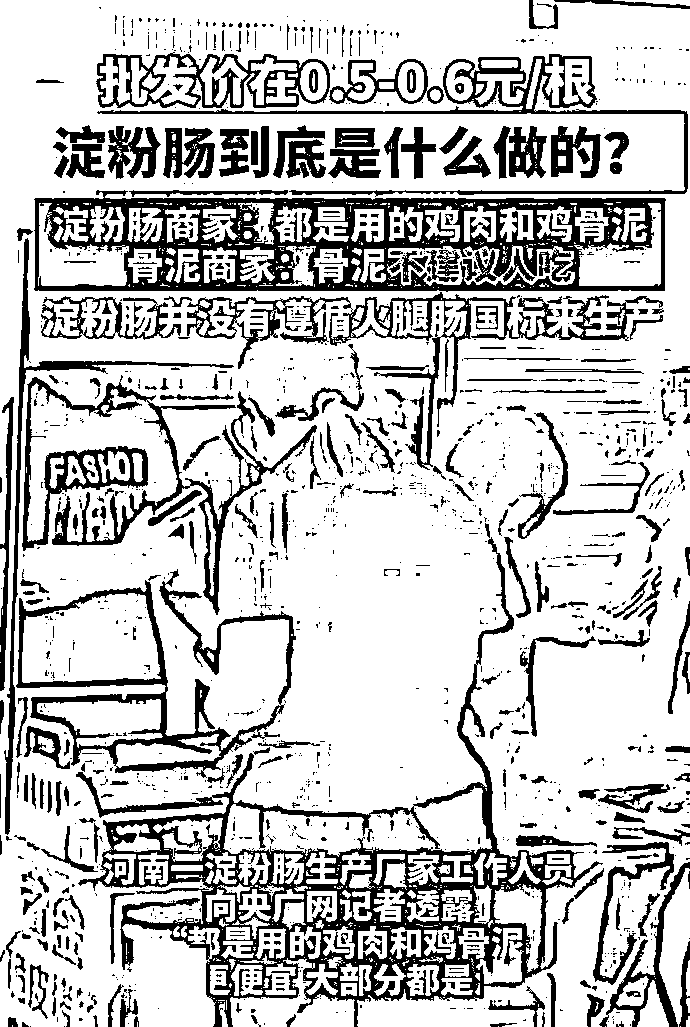 批发价在0.5-0.6元/根
淀粉肠到底是什么做的？
淀粉肠商家：都是用的鸡肉和鸡骨泥
骨泥商家：骨泥不建议人吃
淀粉肠并没有遵循火腿肠国标来生产
FASHOI
河南一淀粉肠生产厂家工作人员
向央广网记者透露
“都是用的鸡肉和鸡骨泥
更便宜 大部分都是